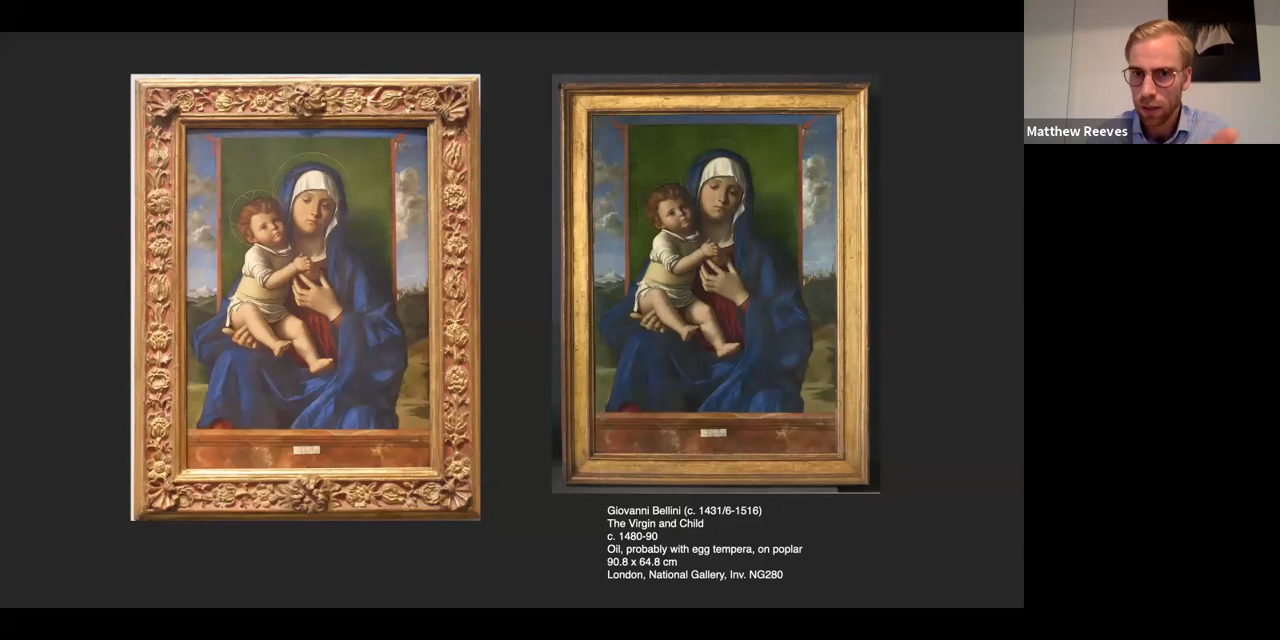 Matthew Reeves
Giovanni Bellini (c. 1431/6-1516)
The Virgin and Child
c. 1480-90
Oil, probably with egg tempera, on poplar
90.8 x 64.8 cm
London, National Gallery, Inv. NG280